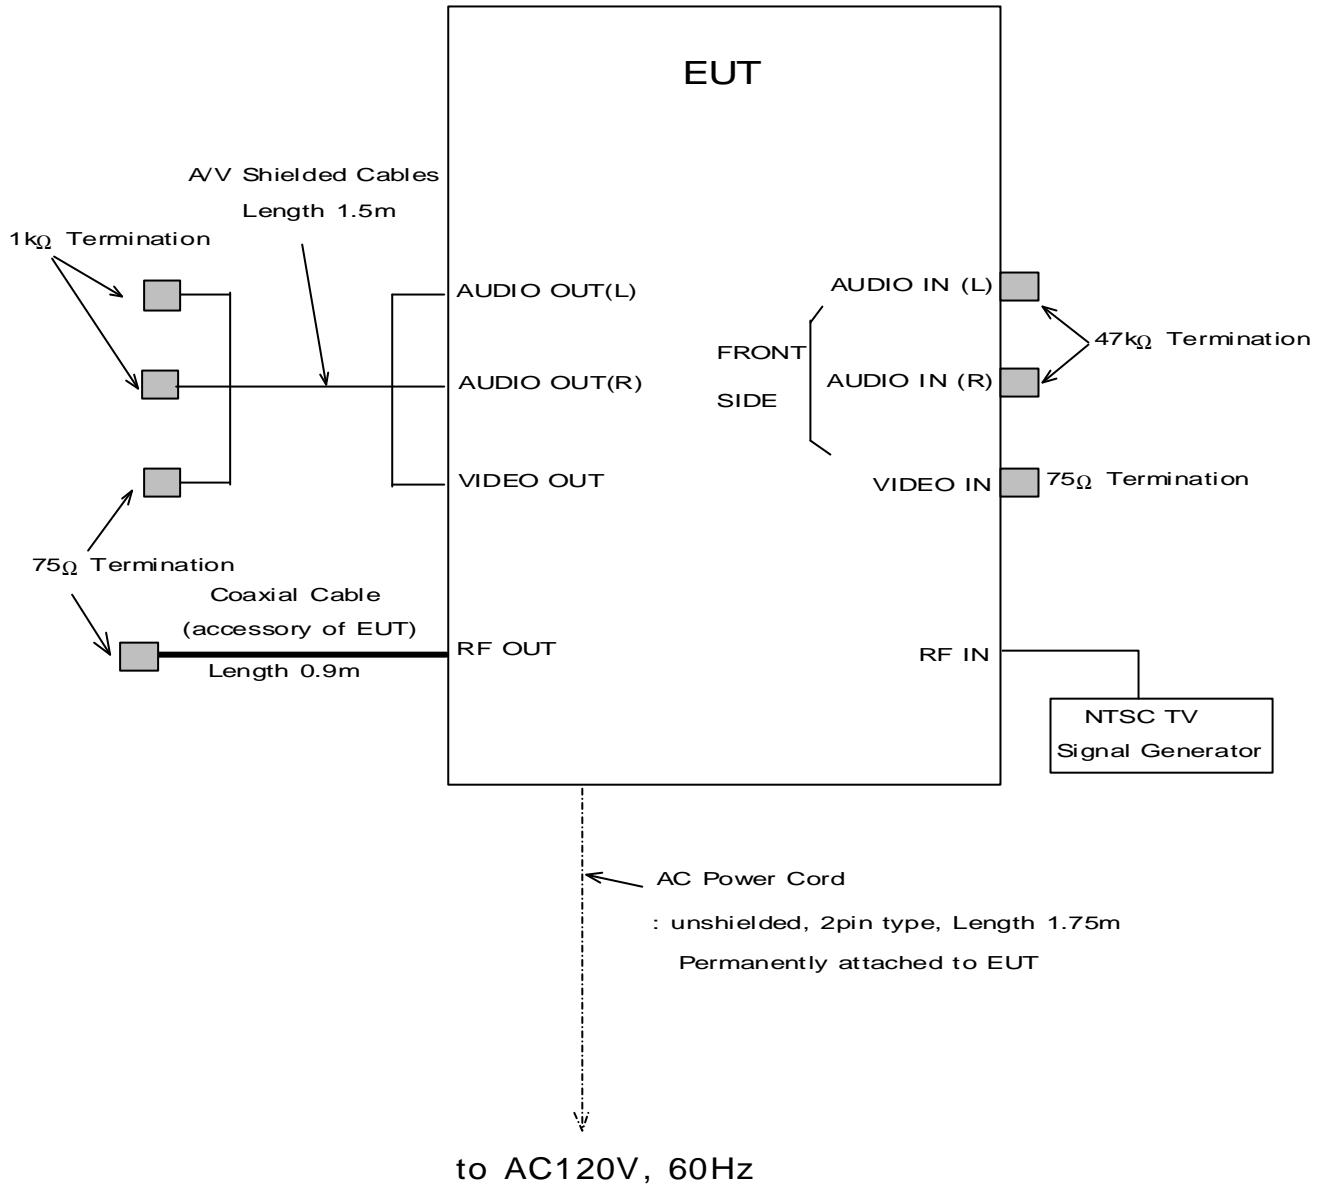 EUT
A/V Shielded Cables
Length 1.5m
1kΩ Termination
AUDIO OUT(L)
AUDIO OUT(R)
VIDEO OUT
75Ω Termination
Coaxial Cable
(accessory of EUT)
Length 0.9m
RF OUT
AUDIO IN (L)
FRONT
SIDE
AUDIO IN (R)
47kΩ Termination
VIDEO IN
75Ω Termination
RF IN
NTSC TV
Signal Generator
AC Power Cord
: unshielded, 2pin type, Length 1.75m
Permanently attached to EUT
to AC120V, 60Hz